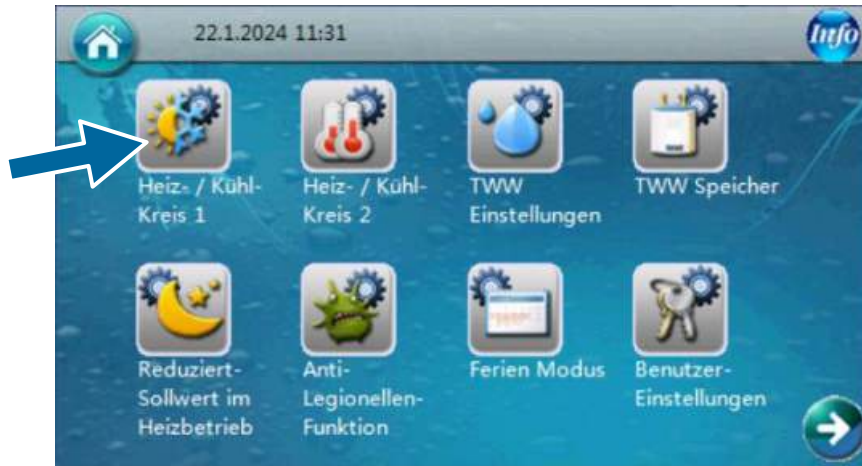 22.1.2024 11:31
Info
Heiz- / Kühl-
Kreis 1
Heiz- / Kühl-
Kreis 2
TWW
Einstellungen
TWW Speicher
Reduziert-
Sollwert im
Heizbetrieb
Anti-
Legionellen-
Funktion
Ferien Modus
Benutzer-
Einstellungen